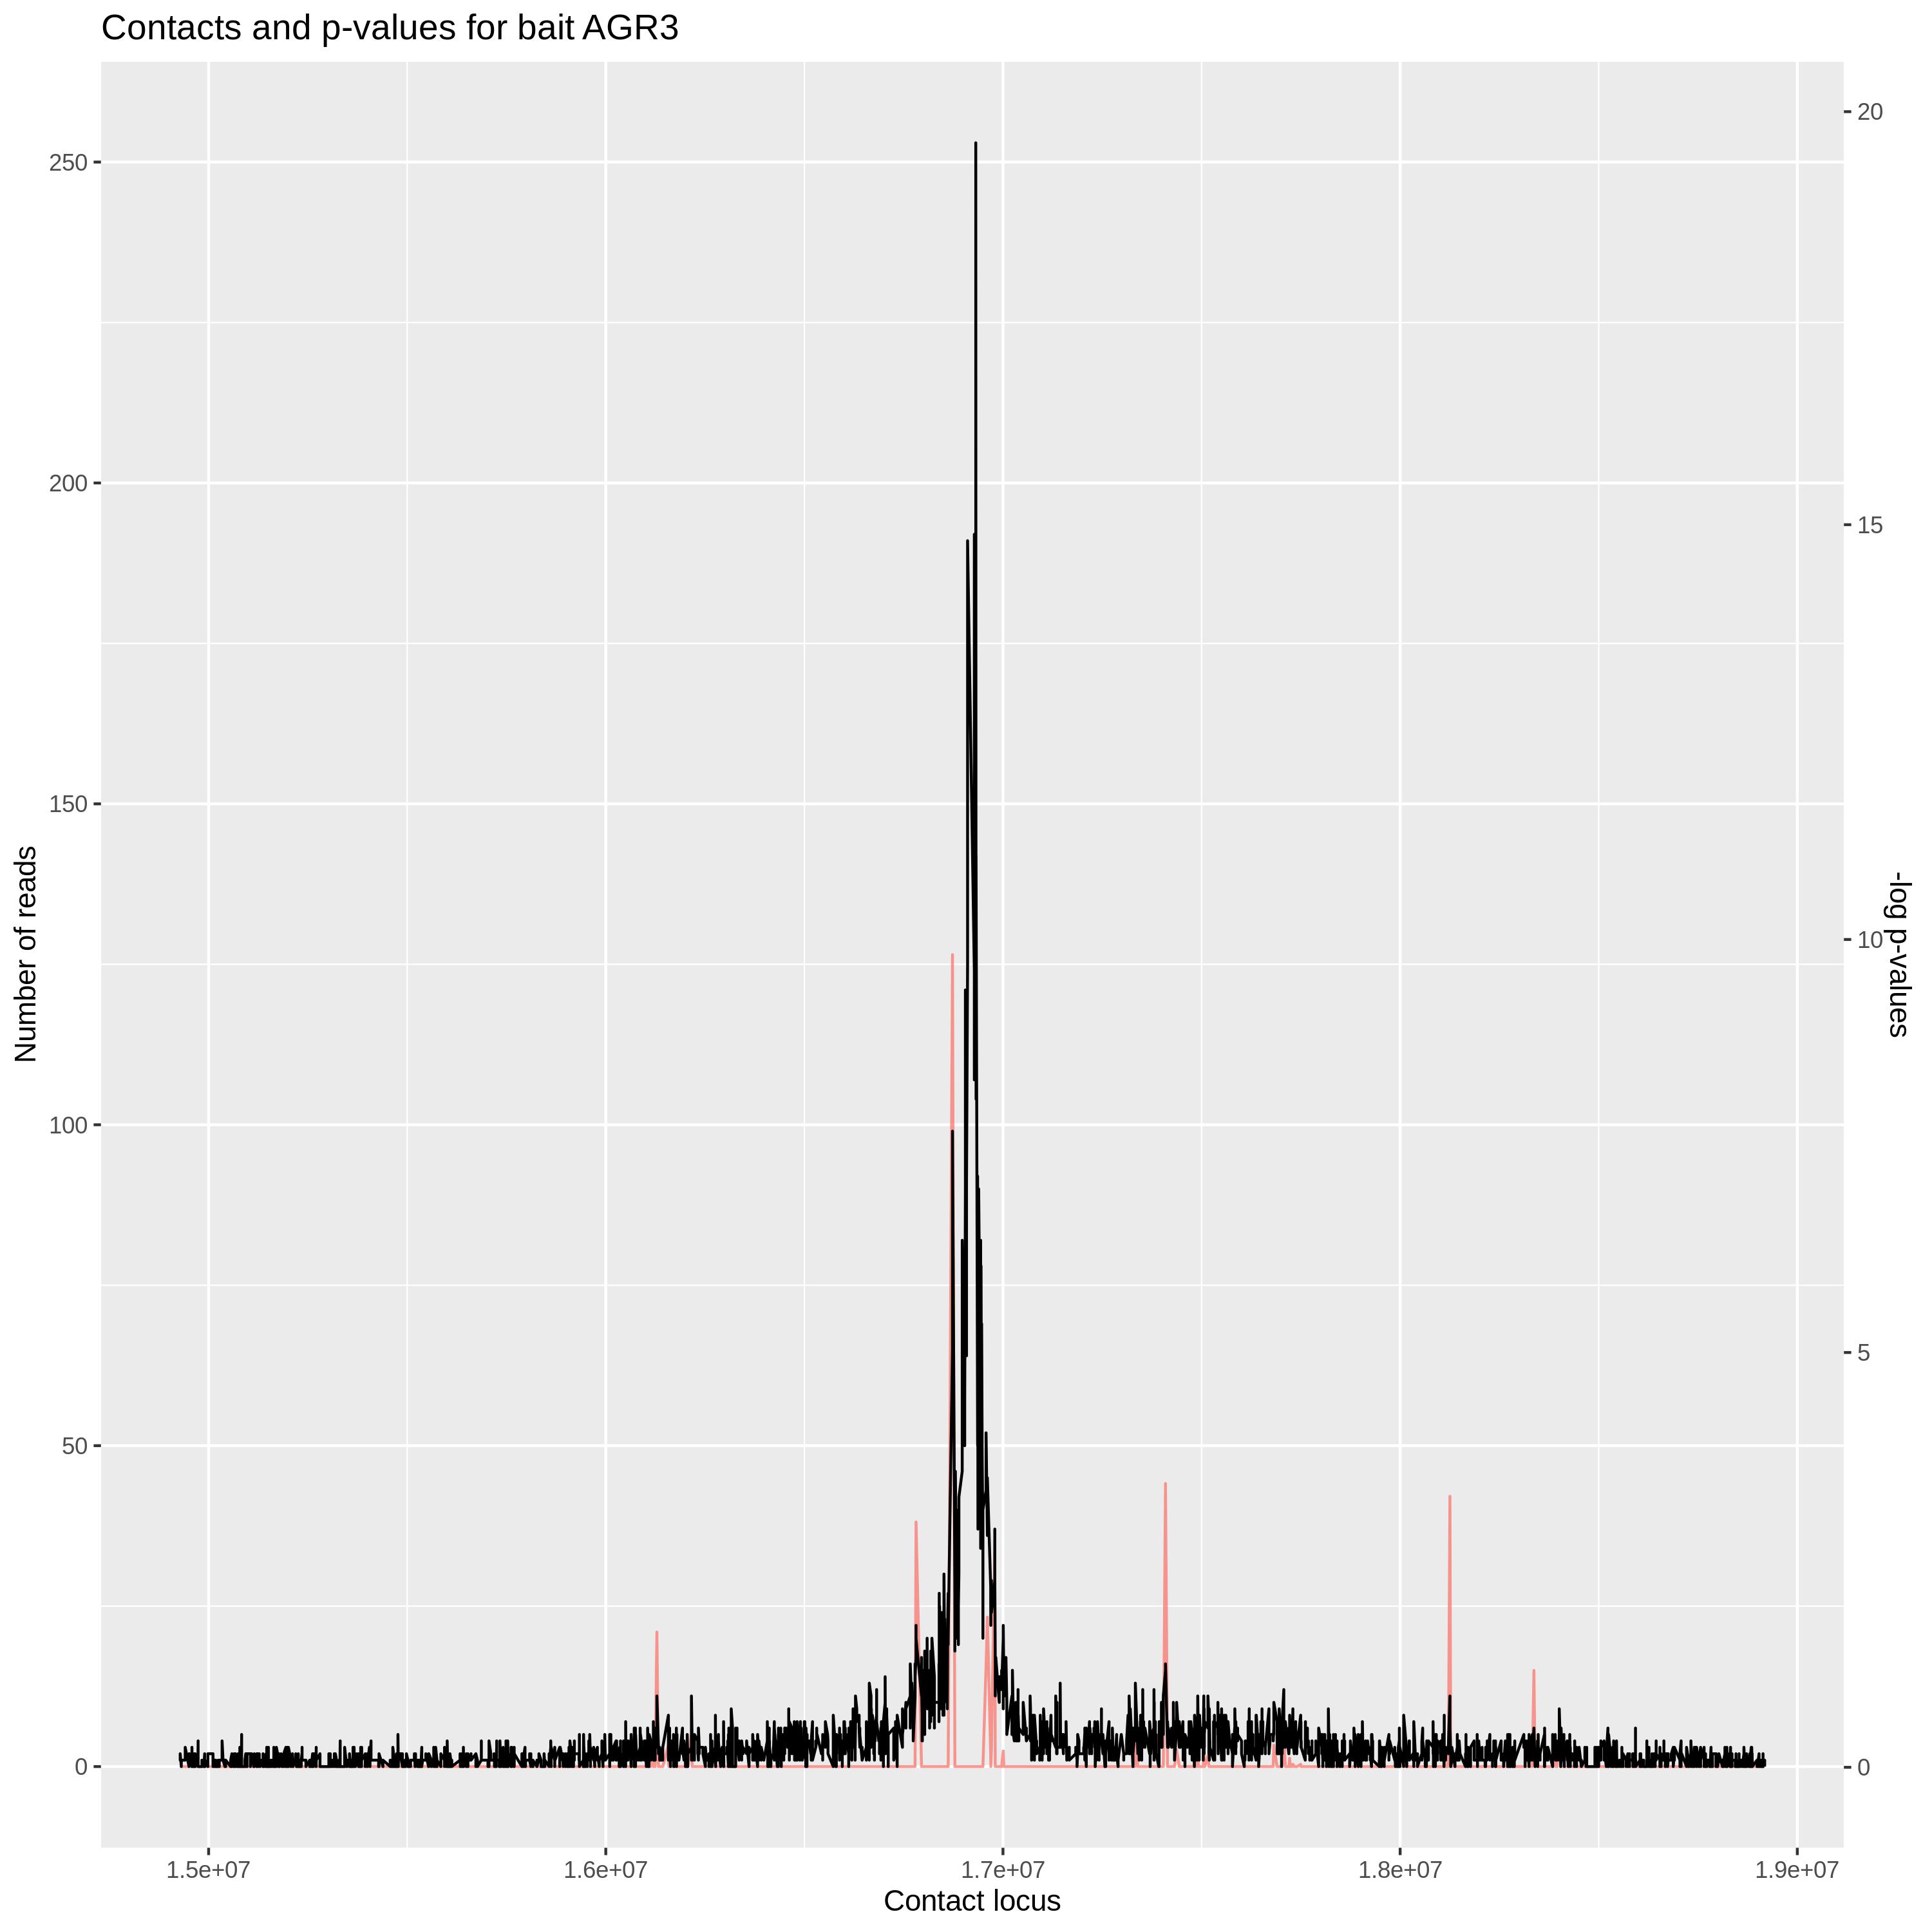 Contacts and p-values for bait AGR3
250
200
150
100
50
0
Number of reads
20
15
10
5
0
-log p-values
1.5e+07
1.6e+07
1.7e+07
1.8e+07
1.9e+07
Contact locus